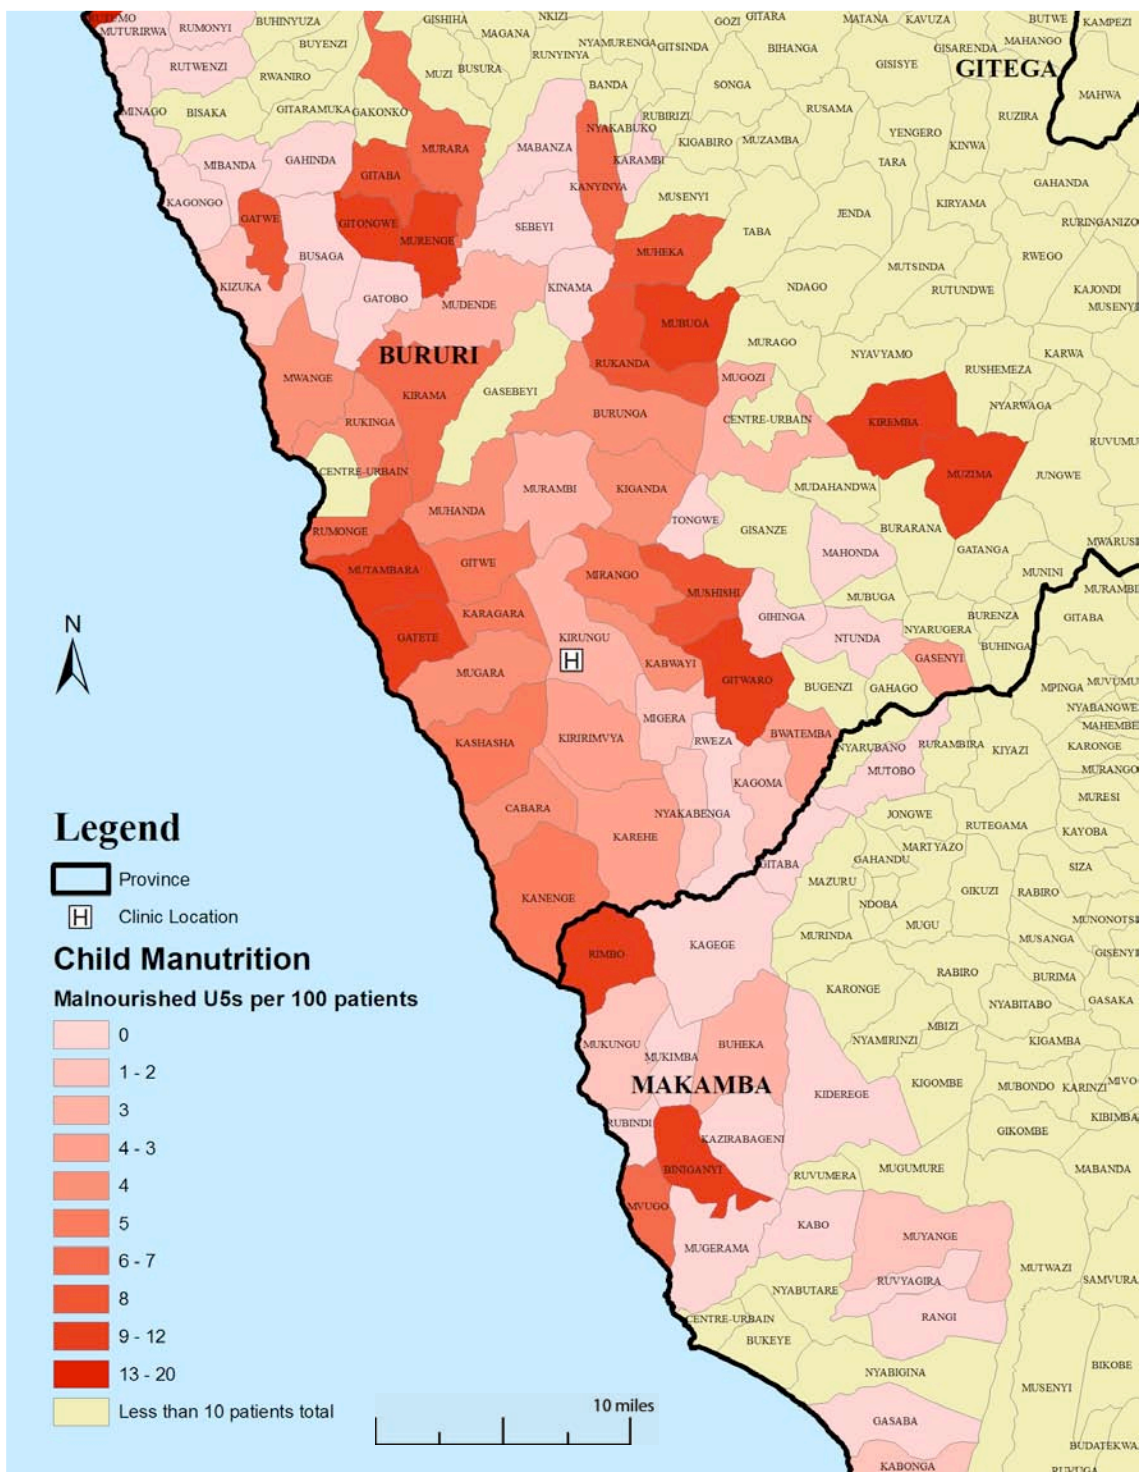 NKIZI
GITARA
MATANA
KAVUZA
BUTWE
KAMPEZI
GISHIHA
GOZI
RUMONYI
BUHINYUZA
MUTURIRWA
MAGANA
NYAMURENGA
GITSINDA
BIHANGA
GISARENDA
MAHANGO
BUYENZI
RUNYINYA
GISISYE
GITEGA
RUTWENZI
RWANIRO
MUZI
BUSURA
BANDA
SONGA
MAHWA
MINAGO
BISAKA
GITARAMUKA
GAKONKO
RUBIRIZI
RUSAMA
RUZIRA
NYAKABUKO
KIGABIRO
MUZAMBA
YENGERO
KINWA
MIBANDA
GAHINDA
MURARA
MABANZA
KARAMBI
TARA
GITABA
KANYINYA
MUSENYI
GAHANDA
KAGONGO
KIRYAMA
GATWE
GITONGWE
MURENGE
SEBEYI
JENDA
RURINGANIZO
TABA
BUSAGA
MUHEKA
MUTSINDA
RWEGO
KIZUKA
GATOBO
KINAMA
NDAGO
RUTUNDWE
KAJONDI
MUDENDE
MUSENYI
MUBUGA
MURAGO
BURURI
NYAVYAMO
KARWA
MWANGE
KIRAMA
GASEBEYI
RUKANDA
MUGOZI
RUSHEMEZA
NYARWAGA
RUKINGA
BURUNGA
CENTRE-URBAIN
KIREMBA
RUVUMU
CENTRE-URBAIN
MUZIMA
JUNGWE
MURAMBI
KIGANDA
MUDAHANDWA
MUHANDA
TONGWE
GISANZE
BURARANA
RUMONGE
MAHONDA
GATANGA
MWARUSI
GITWE
MUTAMBARA
MIRANGO
MUSHISHI
MUBUGA
MUNINI
MURAMBI
N
KARAGARA
GIHINGA
BURENZA
GITABA
GATETE
KIRUNGU
NTUNDA
NYARUGERA
BUHINGA
H
GASENYI
MUGARA
KABWAYI
GITWARO
BUGENZI
GAHAGO
MPINGA
MUVUMU
NYABANGWE
KASHASHA
KIRIRIMVYA
MIGERA
RWEZA
BWATEMBA
NYARUBANO
RURAMBIRA
KIYAZI
MAHEMBE
KARONGE
MUTOBO
MURANGO
KAGOMA
MURESI
CABARA
NYAKABENGA
JONGWE
RUTEGAMA
KAYOBA
Legend
KAREHE
MARTYAZO
GITABA
GAHANDU
SIZA
Province
MAZURU
GIKUZI
RABIRO
KANENGE
NDOBA
H Clinic Location
MUGU
MUNONOTSI
MURINDA
MUSANGA
Child Manutrition
RIMBO
KAGEGE
GISENYI
RABIRO
BURIMA
Malnourished U5s per 100 patients
KARONGE
NYABITABO
GASAKA
0
MUKUNGU
MUKIMBA
BUHEKA
NYAMIRINZI
MBIZI
KIGAMBA
1 - 2
MAKAMBA
KIDEREGE
KIGOMBE
MUBONDO
KARINZI
MIVO
3
RUBINDI
KAZIRABAGENI
GIKOMBE
KIBIMBA
4 - 3
BINIGANYI
RUVUMERA
MUGUMURE
MABANDA
4
MVUGO
KABO
5
MUGERAMA
MUYANGE
6 - 7
RUVYAGIRA
MUTWAZI
SAMVURA
NYABUTARE
8
CENTRE-URBAIN
RANGI
9 - 12
BUKEYE
BIKOBE
13 - 20
NYABIGINA
MUSENYI
Less than 10 patients total
10 miles
GASABA
BUDATEKWA
KABONGA